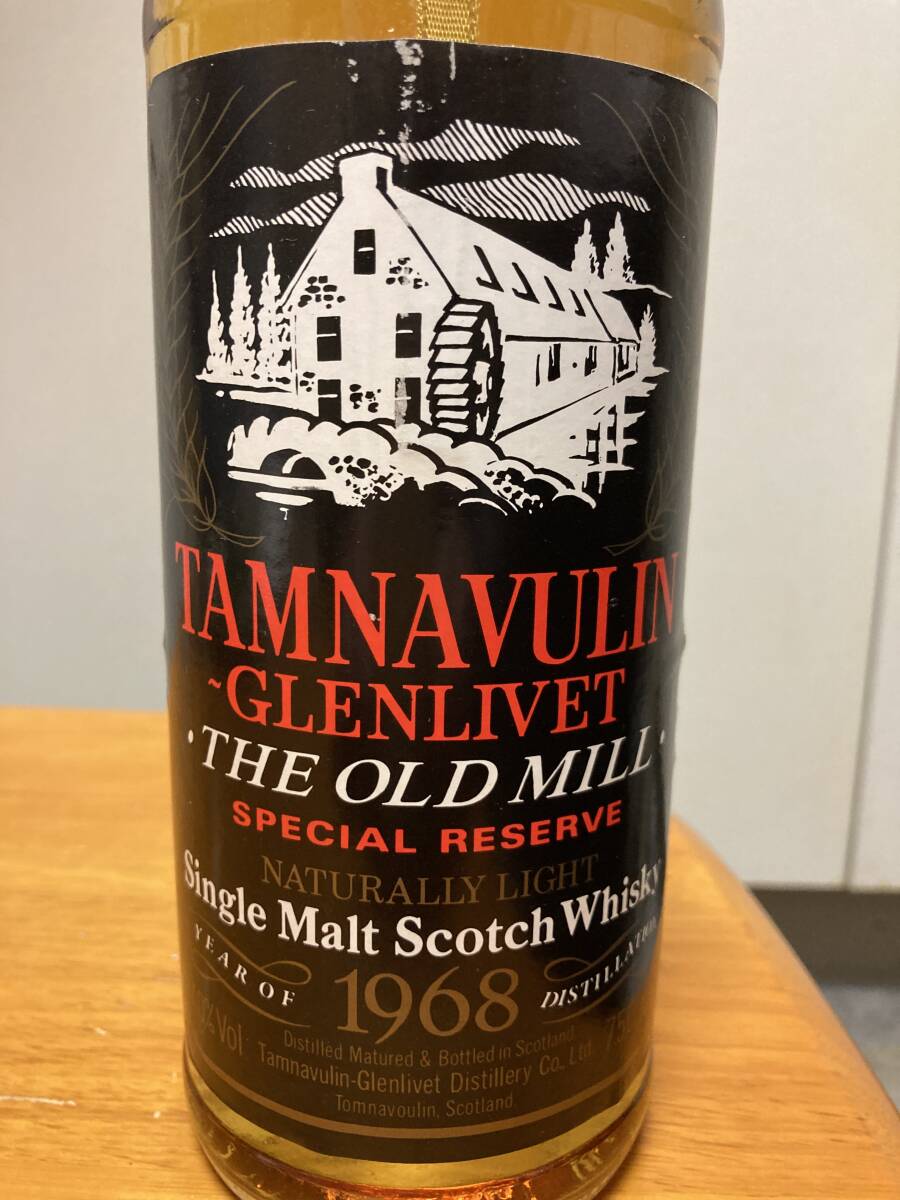 TAMNAVULIN
~GLENLIVET
· THE OLD MILL ·
SPECIAL RESERVE
NATURALLY LIGHT
Single Malt Scotch Whisky
YEAR OF 1968 DISTILLATION
%Vol
Distilled Matured & Bottled in Scotland.
Tamnavulin-Glenlivet Distillery Co., Ltd.
Tomnavoulin, Scotland.